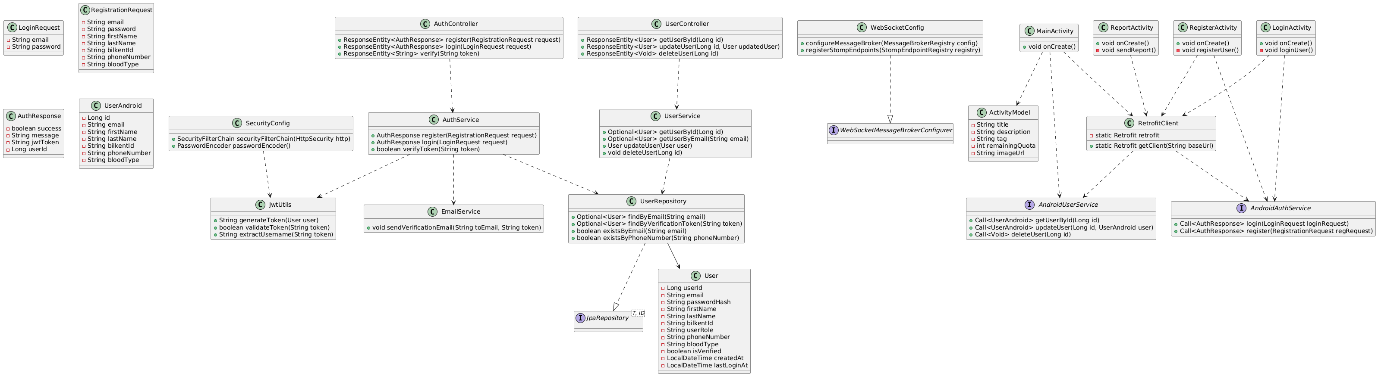 C LoginRequest
String email
String password
C RegistrationRequest
String email
String password
String firstName
String lastName
String bilkentId
String phoneNumber
String bloodType
C AuthController
ResponseEntity<AuthResponse> register(RegistrationRequest request)
ResponseEntity<AuthResponse> login(LoginRequest request)
ResponseEntity<String> verify(String token)
C UserController
ResponseEntity<User> getUserById(Long id)
ResponseEntity<User> updateUser(Long id, User updatedUser)
ResponseEntity<Void> deleteUser(Long id)
C WebSocketConfig
configureMessageBroker(MessageBrokerRegistry config)
registerStompEndpoints(StompEndpointRegistry registry)
C MainActivity
void onCreate()
C ReportActivity
void onCreate()
void sendReport()
C RegisterActivity
void onCreate()
void registerUser()
C LoginActivity
void onCreate()
void loginUser()
C AuthResponse
boolean success
String message
String jwtToken
Long userId
C UserAndroid
Long id
String email
String firstName
String lastName
String bilkentId
String phoneNumber
String bloodType
C SecurityConfig
SecurityFilterChain securityFilterChain(HttpSecurity http)
PasswordEncoder passwordEncoder()
C AuthService
AuthResponse register(RegistrationRequest request)
AuthResponse login(LoginRequest request)
boolean verifyToken(String token)
C UserService
Optional<User> getUserById(Long id)
Optional<User> getUserByEmail(String email)
User updateUser(User user)
void deleteUser(Long id)
I WebSocketMessageBrokerConfigurer
C ActivityModel
String title
String description
String tag
int remainingQuota
String imageUrl
C RetrofitClient
static Retrofit retrofit
static Retrofit getClient(String baseUrl)
C JwtUtils
String generateToken(User user)
boolean validateToken(String token)
String extractUsername(String token)
C EmailService
void sendVerificationEmail(String toEmail, String token)
C UserRepository
Optional<User> findByEmail(String email)
Optional<User> findByVerificationToken(String token)
boolean existsByEmail(String email)
boolean existsByPhoneNumber(String phoneNumber)
I AndroidUserService
Call<UserAndroid> getUserById(Long id)
Call<UserAndroid> updateUser(Long id, UserAndroid user)
Call<Void> deleteUser(Long id)
I AndroidAuthService
Call<AuthResponse> login(LoginRequest loginRequest)
Call<AuthResponse> register(RegistrationRequest regRequest)
I JpaRepository T, ID
C User
Long userId
String email
String passwordHash
String firstName
String lastName
String bilkentId
String userRole
String phoneNumber
String bloodType
boolean isVerified
LocalDateTime createdAt
LocalDateTime lastLoginAt